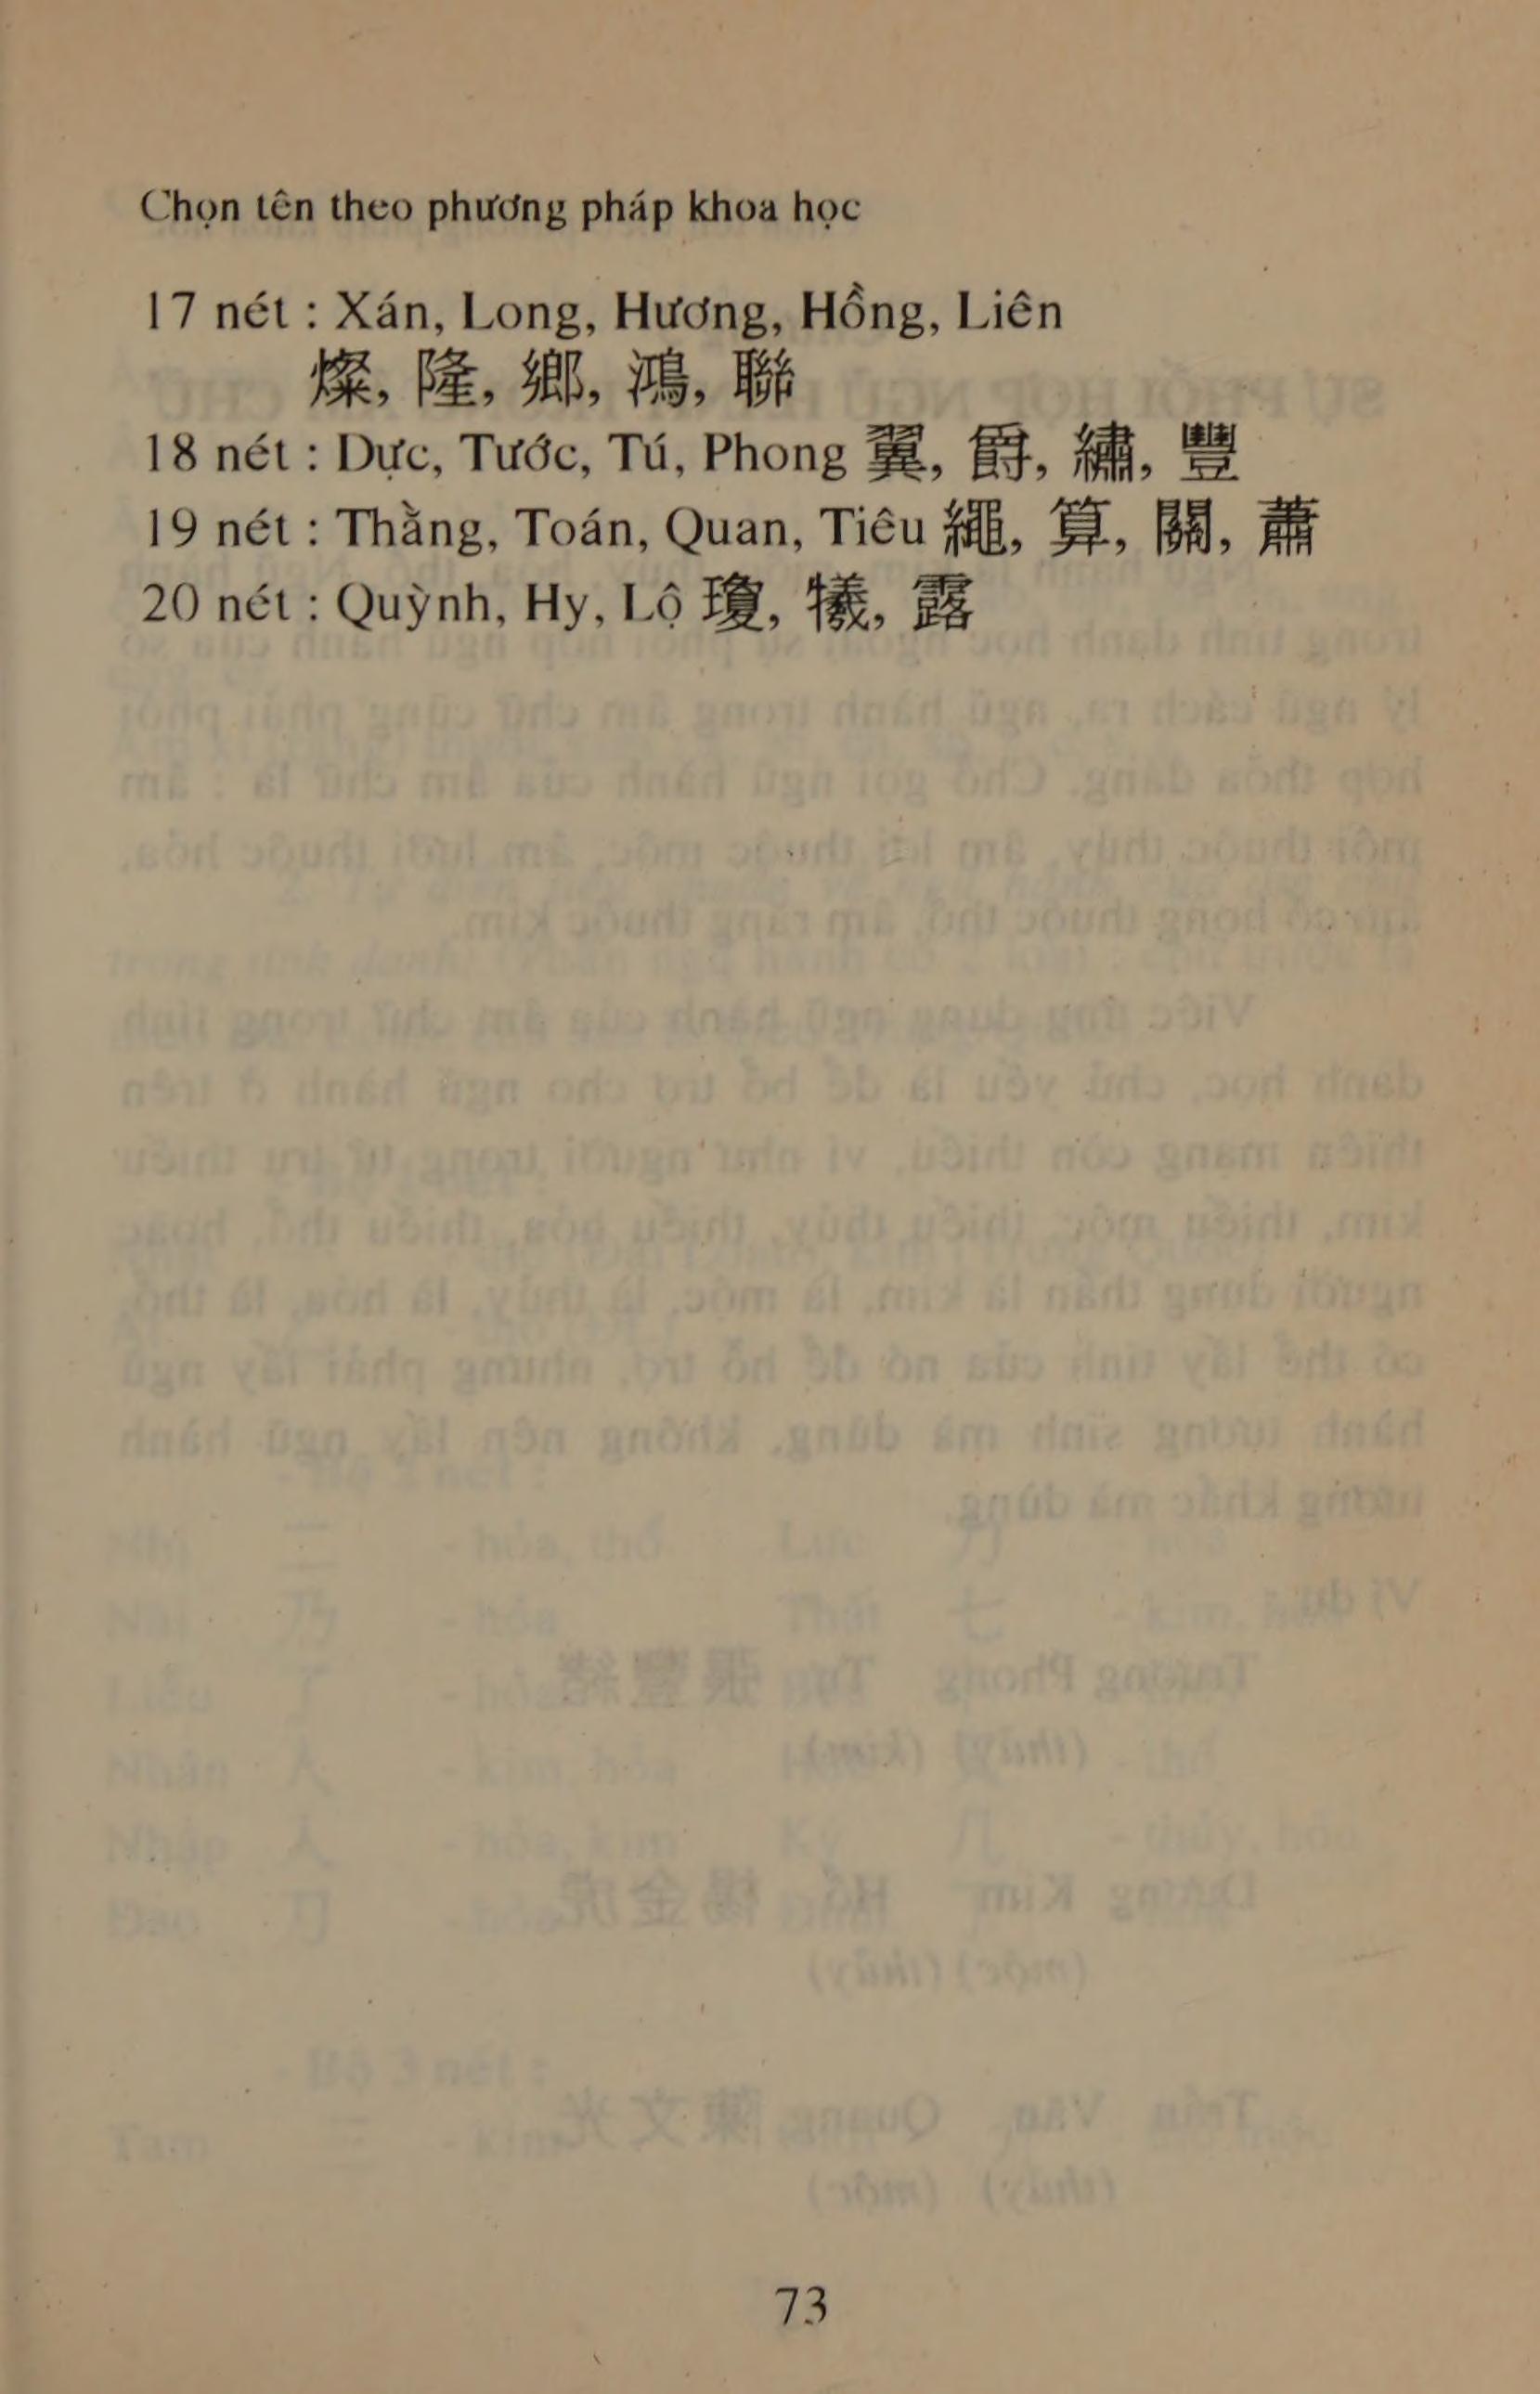 Chọn tên theo phương pháp khoa học
17 nét : Xán, Long, Hương, Hồng, Liên
燦, 隆, 鄉, 鴻, 聯
18 nét : Dực, Tước, Tú, Phong 翼, 爵, 繡, 豐
19 nét : Thằng, Toán, Quan, Tiêu 繩, 算, 關, 蕭
20 nét : Quỳnh, Hy, Lộ 瓊, 犧, 露
73